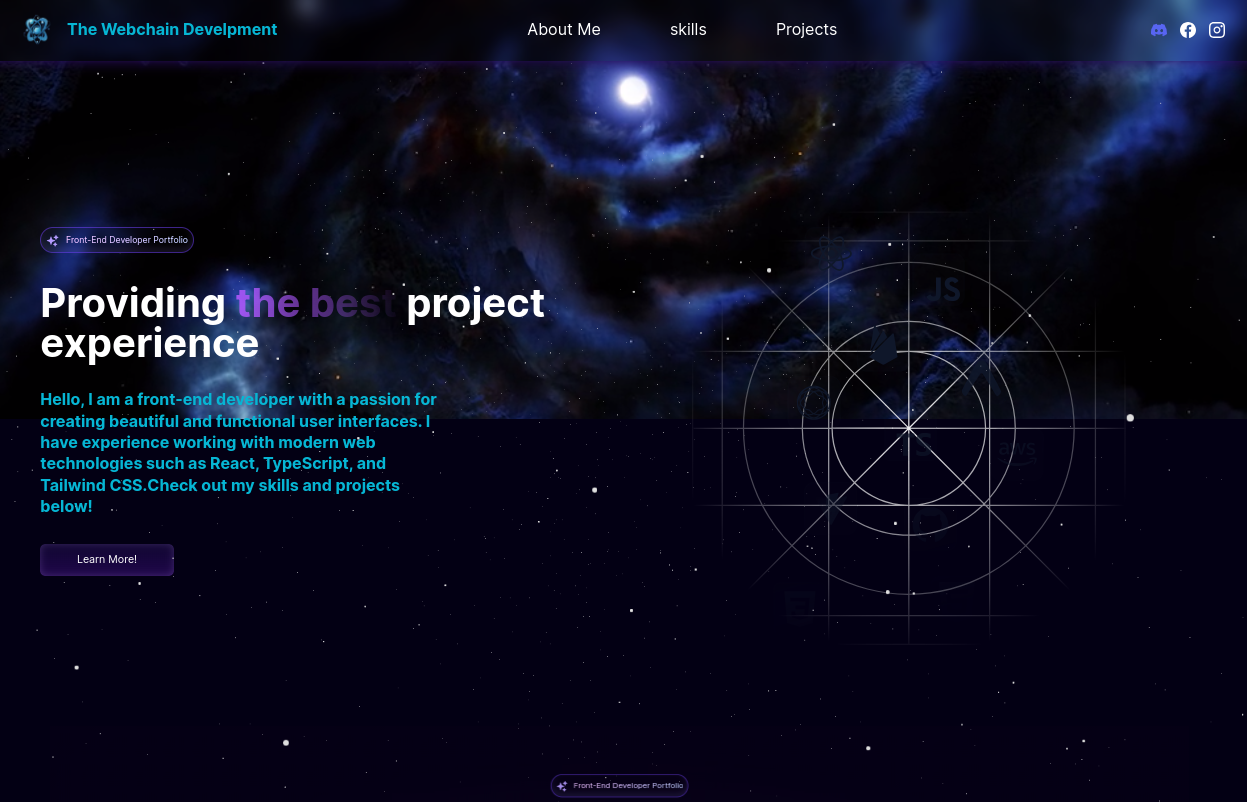 The Webchain Develpment
About Me
skills
Projects
Front-End Developer Portfolio
Providing the best project
experience
JS
Hello, I am a front-end developer with a passion for
creating beautiful and functional user interfaces. I
have experience working with modern web
technologies such as React, TypeScript, and
Tailwind CSS.Check out my skills and projects
below!
TS
aws
Learn More!
Front-End Developer Portfolio